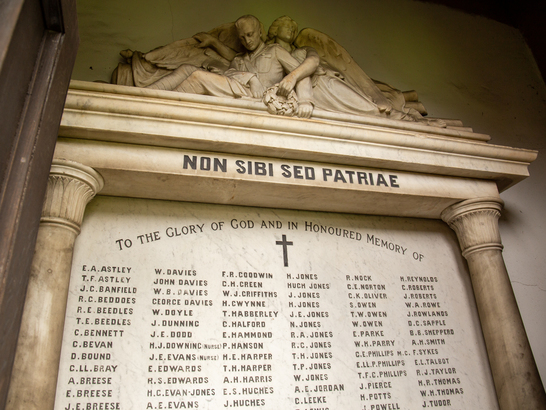 NON SIBI SED PATRIAE
TO THE GLORY OF GOD AND IN HONOURED MEMORY OF
E.A. ASTLEY
T.F. ASTLEY
J.C. BANFIELD
R.C. BEDDOES
R.E. BEEDLES
T.E. BEEDLES
C. BENNETT
C. BEVAN
D. BOUND
C.LL. BRAY
A. BREESE
E. BREESE
J.E. BREESE
W. DAVIES
JOHN DAVIES
W.B. DAVIES
GEORGE DAVIES
W. DOYLE
J. DUNNING
J.E. DODD
H.J. DOWNING (NURSE)
J.E. EVANS (NURSE)
E. EDWARDS
R.S. EDWARDS
H.C. EVAN-JONES
A.E. EVANS
F.R. GOODWIN
C.H. GREEN
W.J. GRIFFITHS
H. GWYNNE
T. HABBERLEY
C. HALFORD
E. HAMMOND
P. HANSON
H.E. HARPER
T.H. HARPER
A.H. HARRIS
E.S. HUGHES
J. HUGHES
H. JONES
HUGH JONES
J. JONES
H. JONES
J.E. JONES
N. JONES
R.A. JONES
R.C. JONES
T.H. JONES
T.P. JONES
W. JONES
A.E. JORDAN
G. LECKE
R. NOCK
E. NOCKTON
C.K. OLIVER
S. OWEN
T.W. OWEN
W. OWEN
E. PARKE
W.H. PARRY
C.E. PHILLIPS M.C.
E.LL.P. PHILLIPS
T.F.C. PHILLIPS
J. PIERCE
H. POTTS
J. POWELL
H. REYNOLDS
C. ROBERTS
J. ROBERTS
W.A. ROWE
J. ROWLANDS
D.C. SAPPLE
B.B. SHEPPERD
A.H. SMITH
F. SYKES
E.L. TALBOT
R.J. TAYLOR
H.R. THOMAS
W.H. THOMAS
J. TUDOR